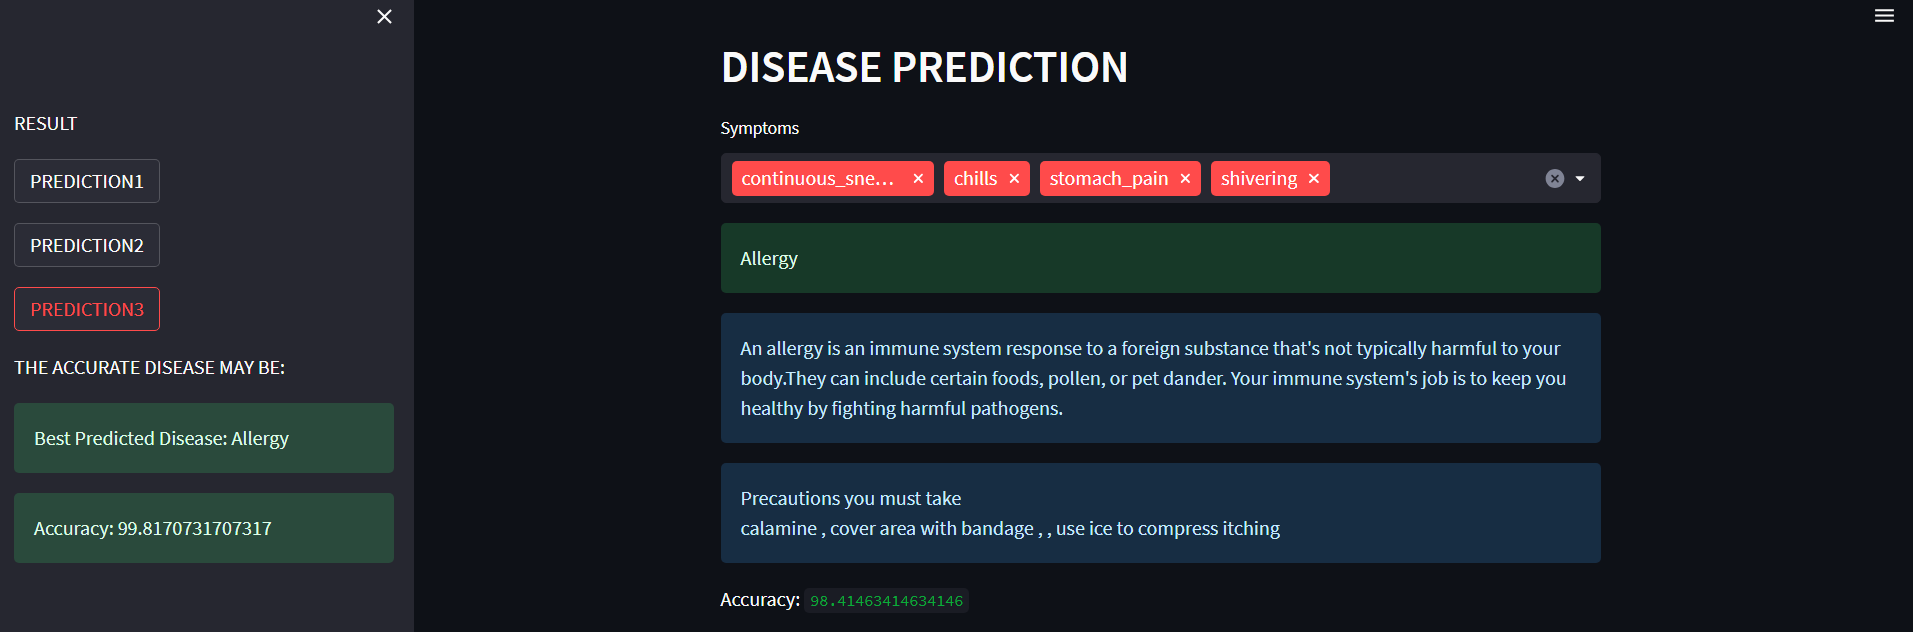 RESULT
PREDICTION1
PREDICTION2
PREDICTION3
THE ACCURATE DISEASE MAY BE:
Best Predicted Disease: Allergy
Accuracy: 99.8170731707317
DISEASE PREDICTION
Symptoms
continuous_sne... chills stomach_pain shivering
Allergy
An allergy is an immune system response to a foreign substance that's not typically harmful to your
body.They can include certain foods, pollen, or pet dander. Your immune system's job is to keep you
healthy by fighting harmful pathogens.
Precautions you must take
calamine , cover area with bandage , , use ice to compress itching
Accuracy: 98.41463414634146